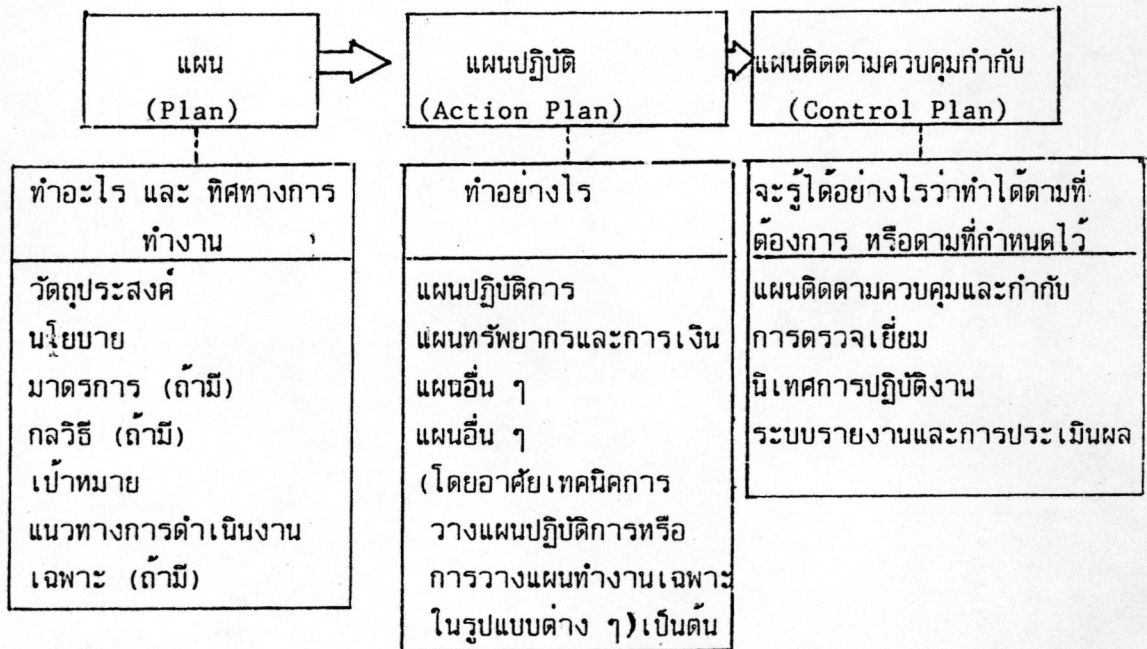 แผน
(Plan)
แผนปฏิบัติ
(Action Plan)
แผนติดตามควบคุมกำกับ
(Control Plan)
ทำอะไร และ ทิศทางการ
ทำงาน
วัตถุประสงค์
นโยบาย
มาตรการ (ถ้ามี)
กลวิธี (ถ้ามี)
เป้าหมาย
แนวทางการดำเนินงาน
เฉพาะ (ถ้ามี)
ทำอย่างไร
แผนปฏิบัติการ
แผนทรัพยากรและการเงิน
แผนอื่น ๆ
แผนอื่น ๆ
(โดยอาศัยเทคนิคการ
วางแผนปฏิบัติการหรือ
การวางแผนทำงานเฉพาะ
ในรูปแบบต่าง ๆ)เป็นต้น
จะรู้ได้อย่างไรว่าทำได้ตามที่
ต้องการ หรือตามที่กำหนดไว้
แผนติดตามควบคุมและกำกับ
การตรวจเยี่ยม
นิเทศการปฏิบัติงาน
ระบบรายงานและการประเมินผล